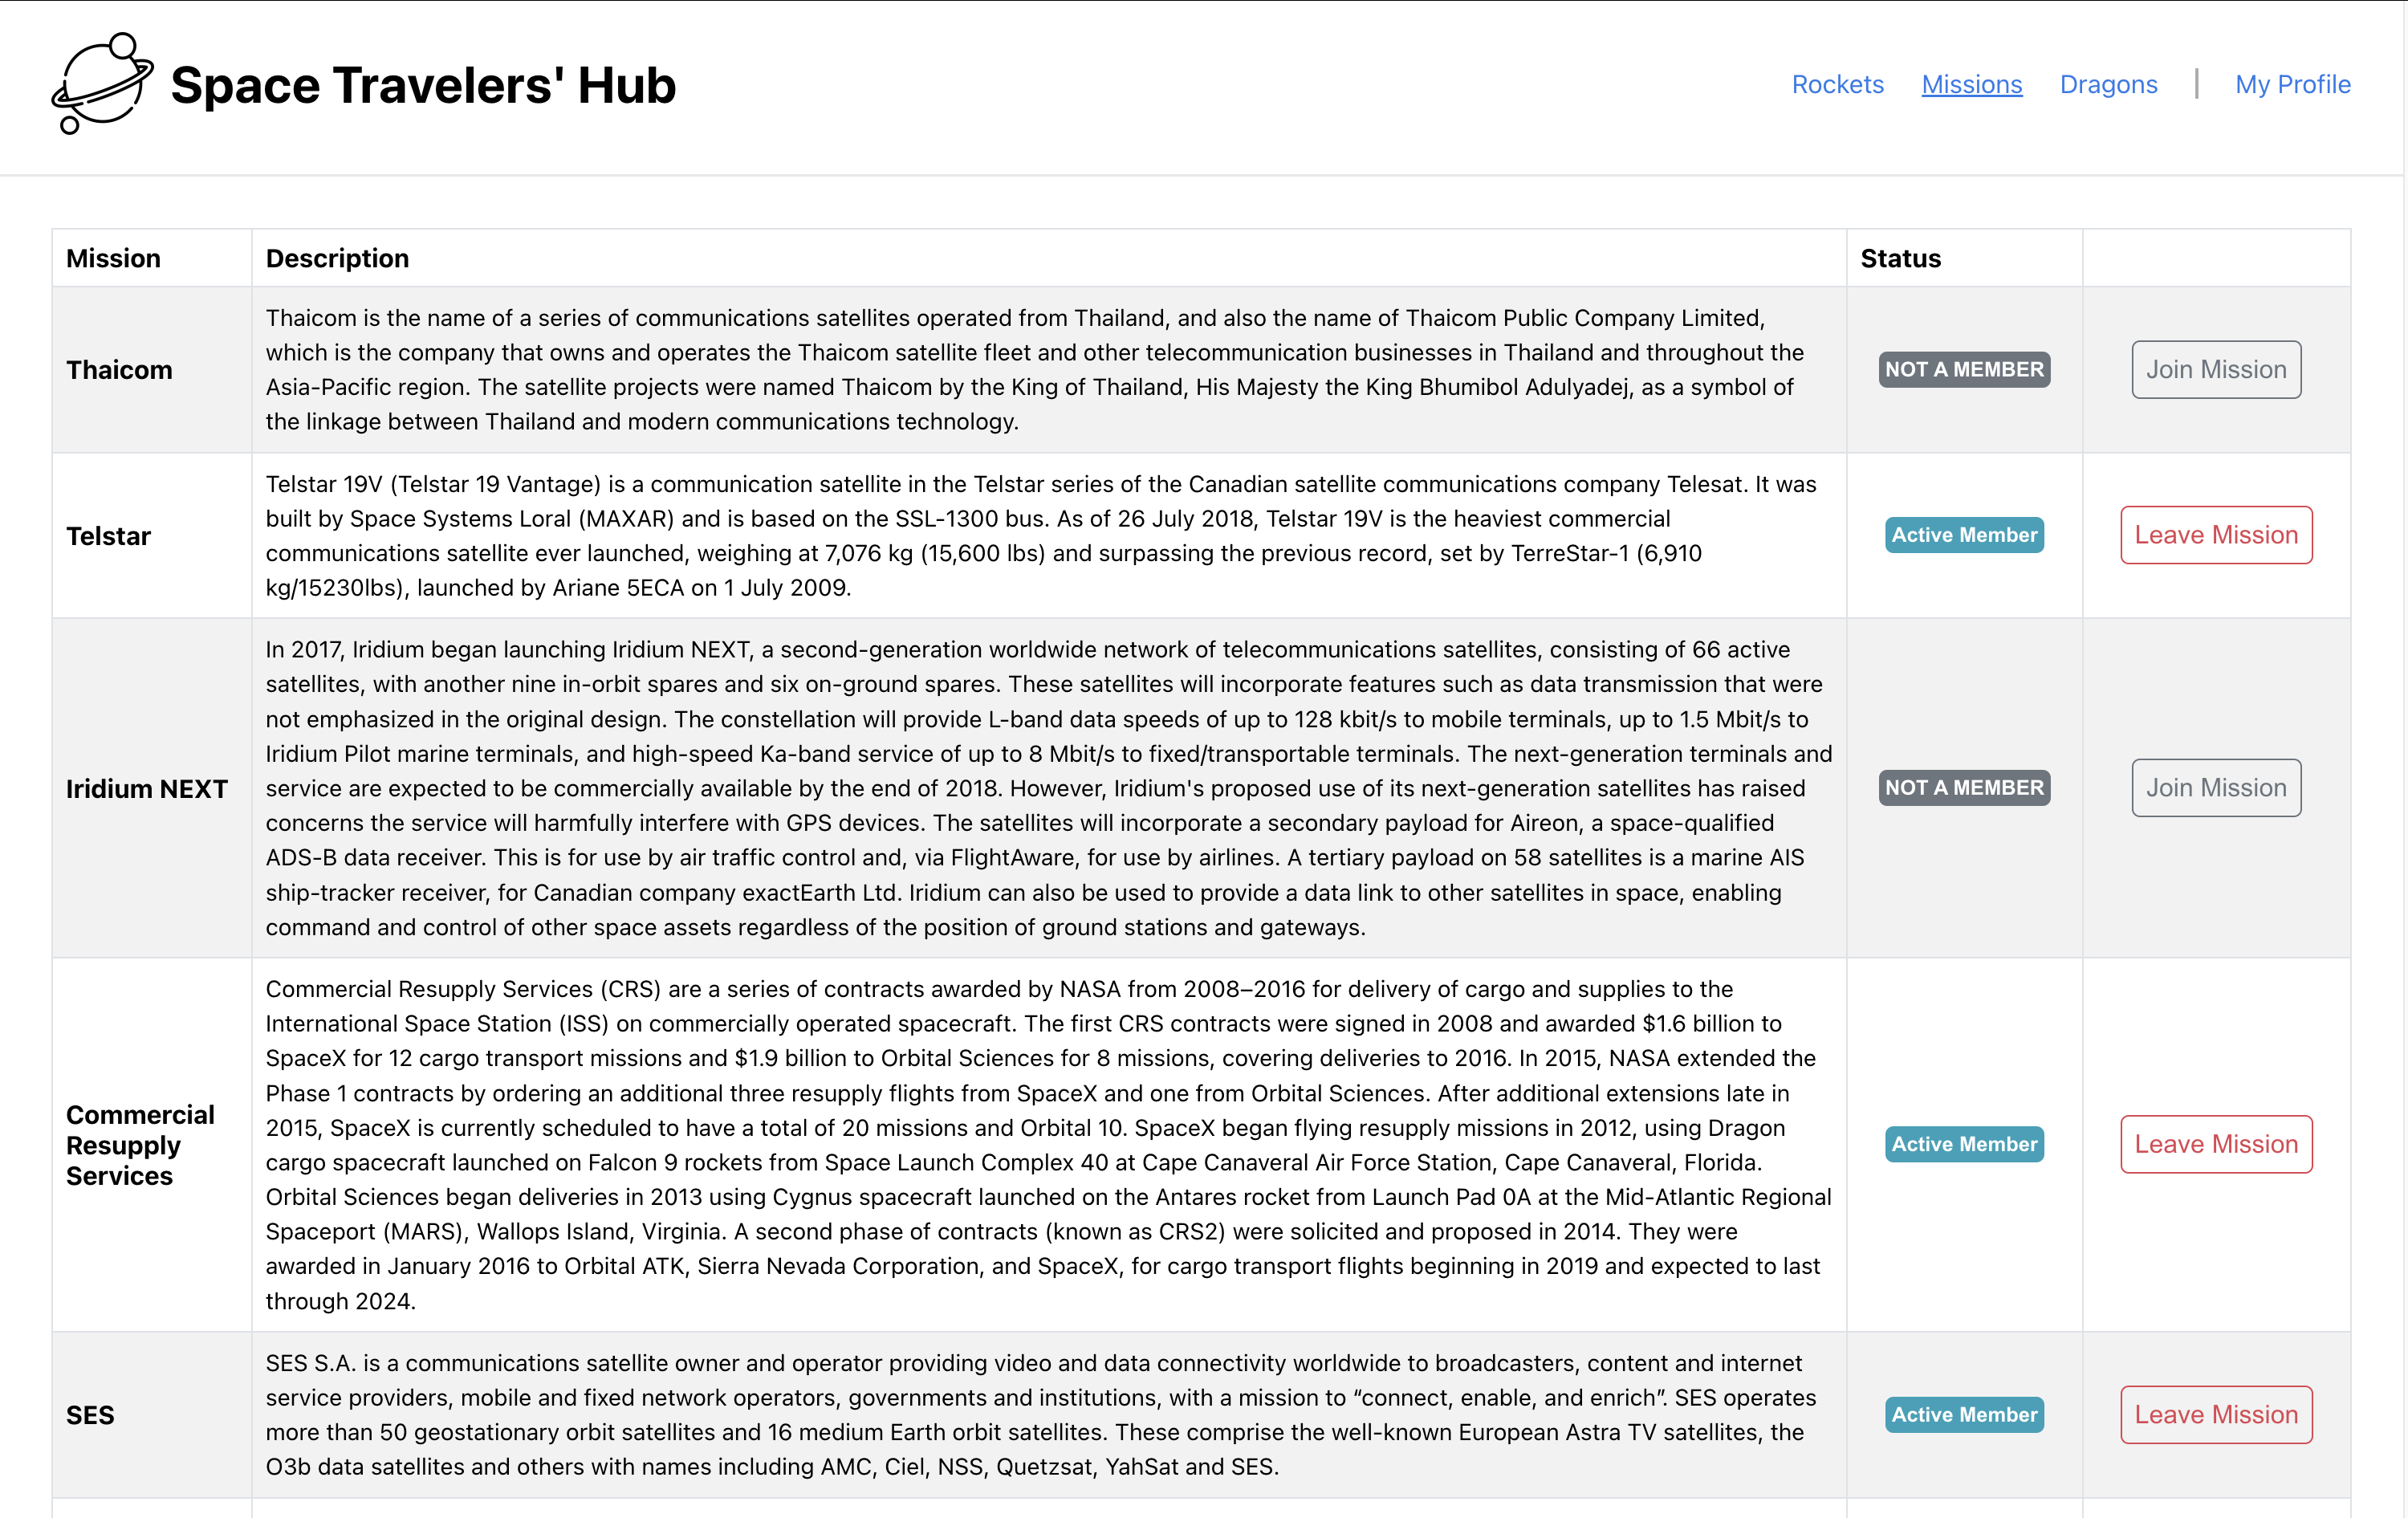 Space Travelers' Hub
Rockets Missions Dragons | My Profile
Mission Description Status
Thaicom
Thaicom is the name of a series of communications satellites operated from Thailand, and also the name of Thaicom Public Company Limited,
which is the company that owns and operates the Thaicom satellite fleet and other telecommunication businesses in Thailand and throughout the
Asia-Pacific region. The satellite projects were named Thaicom by the King of Thailand, His Majesty the King Bhumibol Adulyadej, as a symbol of
the linkage between Thailand and modern communications technology.
NOT A MEMBER
Join Mission
Telstar
Telstar 19V (Telstar 19 Vantage) is a communication satellite in the Telstar series of the Canadian satellite communications company Telesat. It was
built by Space Systems Loral (MAXAR) and is based on the SSL-1300 bus. As of 26 July 2018, Telstar 19V is the heaviest commercial
communications satellite ever launched, weighing at 7,076 kg (15,600 lbs) and surpassing the previous record, set by TerreStar-1 (6,910
kg/15230lbs), launched by Ariane 5ECA on 1 July 2009.
Active Member
Leave Mission
Iridium NEXT
In 2017, Iridium began launching Iridium NEXT, a second-generation worldwide network of telecommunications satellites, consisting of 66 active
satellites, with another nine in-orbit spares and six on-ground spares. These satellites will incorporate features such as data transmission that were
not emphasized in the original design. The constellation will provide L-band data speeds of up to 128 kbit/s to mobile terminals, up to 1.5 Mbit/s to
Iridium Pilot marine terminals, and high-speed Ka-band service of up to 8 Mbit/s to fixed/transportable terminals. The next-generation terminals and
service are expected to be commercially available by the end of 2018. However, Iridium's proposed use of its next-generation satellites has raised
concerns the service will harmfully interfere with GPS devices. The satellites will incorporate a secondary payload for Aireon, a space-qualified
ADS-B data receiver. This is for use by air traffic control and, via FlightAware, for use by airlines. A tertiary payload on 58 satellites is a marine AIS
ship-tracker receiver, for Canadian company exactEarth Ltd. Iridium can also be used to provide a data link to other satellites in space, enabling
command and control of other space assets regardless of the position of ground stations and gateways.
NOT A MEMBER
Join Mission
Commercial
Resupply
Services
Commercial Resupply Services (CRS) are a series of contracts awarded by NASA from 2008–2016 for delivery of cargo and supplies to the
International Space Station (ISS) on commercially operated spacecraft. The first CRS contracts were signed in 2008 and awarded $1.6 billion to
SpaceX for 12 cargo transport missions and $1.9 billion to Orbital Sciences for 8 missions, covering deliveries to 2016. In 2015, NASA extended the
Phase 1 contracts by ordering an additional three resupply flights from SpaceX and one from Orbital Sciences. After additional extensions late in
2015, SpaceX is currently scheduled to have a total of 20 missions and Orbital 10. SpaceX began flying resupply missions in 2012, using Dragon
cargo spacecraft launched on Falcon 9 rockets from Space Launch Complex 40 at Cape Canaveral Air Force Station, Cape Canaveral, Florida.
Orbital Sciences began deliveries in 2013 using Cygnus spacecraft launched on the Antares rocket from Launch Pad 0A at the Mid-Atlantic Regional
Spaceport (MARS), Wallops Island, Virginia. A second phase of contracts (known as CRS2) were solicited and proposed in 2014. They were
awarded in January 2016 to Orbital ATK, Sierra Nevada Corporation, and SpaceX, for cargo transport flights beginning in 2019 and expected to last
through 2024.
Active Member
Leave Mission
SES
SES S.A. is a communications satellite owner and operator providing video and data connectivity worldwide to broadcasters, content and internet
service providers, mobile and fixed network operators, governments and institutions, with a mission to “connect, enable, and enrich”. SES operates
more than 50 geostationary orbit satellites and 16 medium Earth orbit satellites. These comprise the well-known European Astra TV satellites, the
O3b data satellites and others with names including AMC, Ciel, NSS, Quetzsat, YahSat and SES.
Active Member
Leave Mission